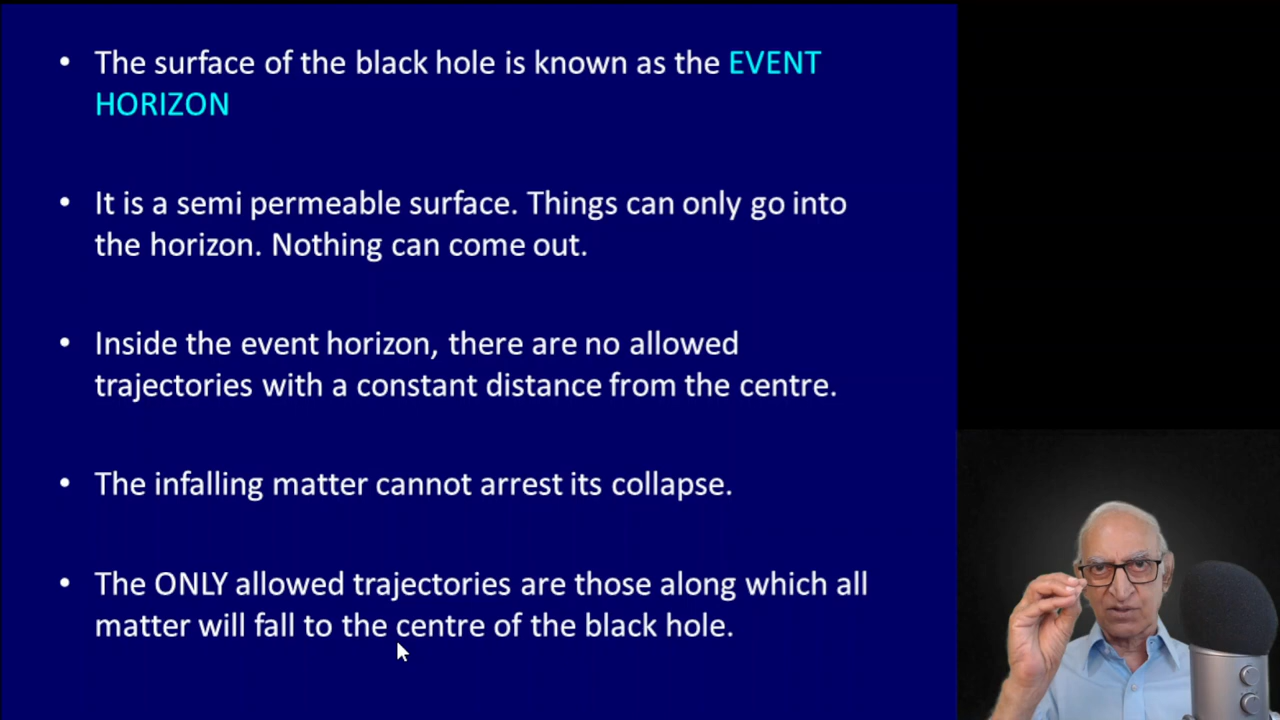 • The surface of the black hole is known as the EVENT
HORIZON
• It is a semi permeable surface. Things can only go into
the horizon. Nothing can come out.
• Inside the event horizon, there are no allowed
trajectories with a constant distance from the centre.
• The infalling matter cannot arrest its collapse.
• The ONLY allowed trajectories are those along which all
matter will fall to the centre of the black hole.